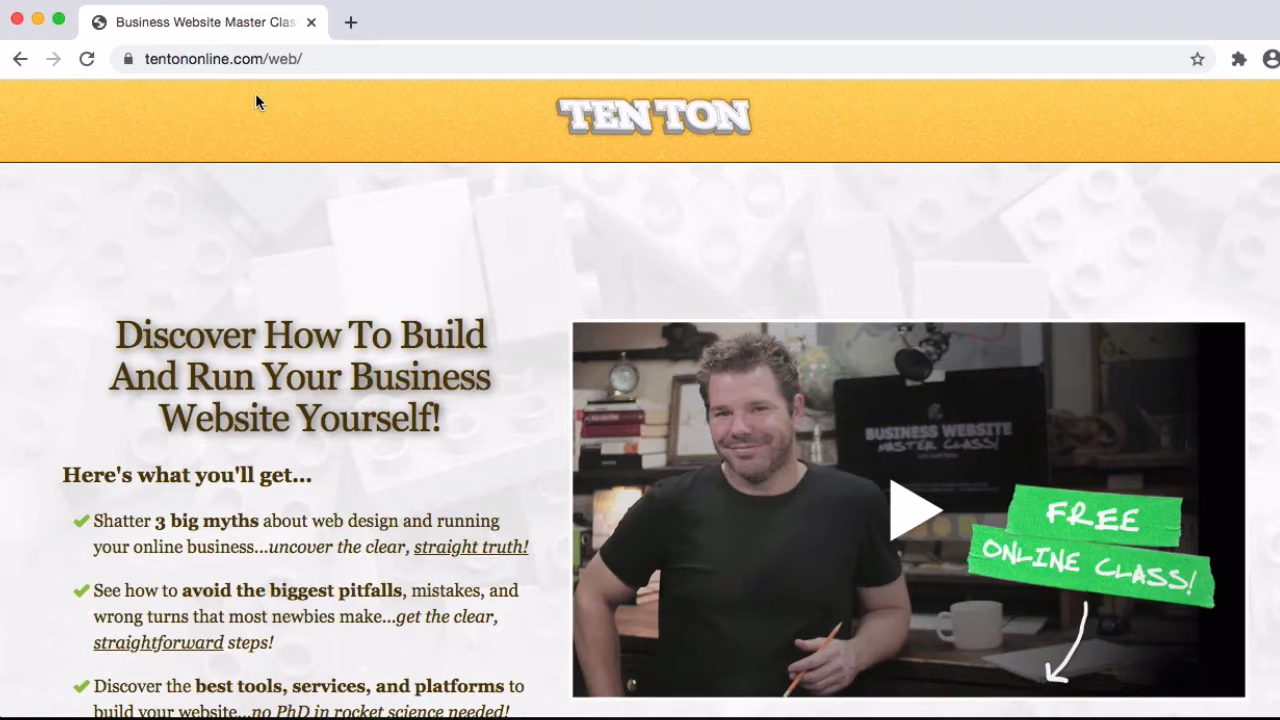 Business Website Master Clas
tentononline.com/web/
TEN TON
Discover How To Build
And Run Your Business
Website Yourself!
Here's what you'll get...
Shatter 3 big myths about web design and running
your online business...uncover the clear, straight truth!
See how to avoid the biggest pitfalls, mistakes, and
wrong turns that most newbies make...get the clear,
straightforward steps!
Discover the best tools, services, and platforms to
build your website...no PhD in rocket science needed!
BUSINESS WEBSITE
MASTER CLASS!
FREE
ONLINE CLASS!